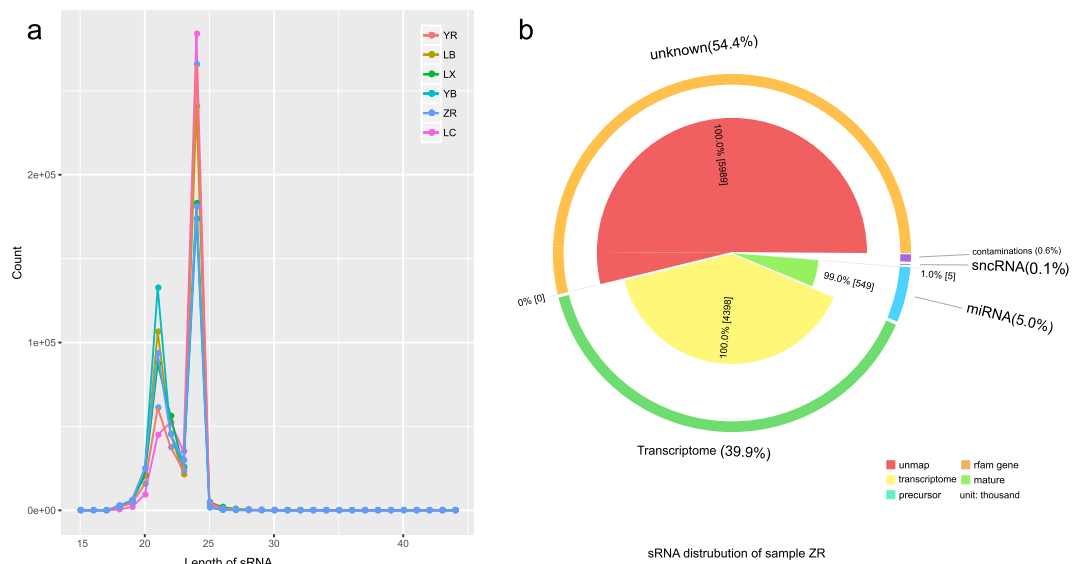 a
YR
LB
LX
YB
ZR
LC
2e+05
1e+05
0e+00
Count
15
20
25
30
40
Length of sRNA
b
unknown(54.4%)
100.0% [5989]
contaminations (0.6%)
sncRNA(0.1%)
1.0% [5]
99.0% [549]
miRNA(5.0%)
0% [0]
100.0% [4398]
Transcriptome (39.9%)
unmap
rfam gene
transcriptome
mature
precursor
unit: thousand
sRNA distrubution of sample ZR